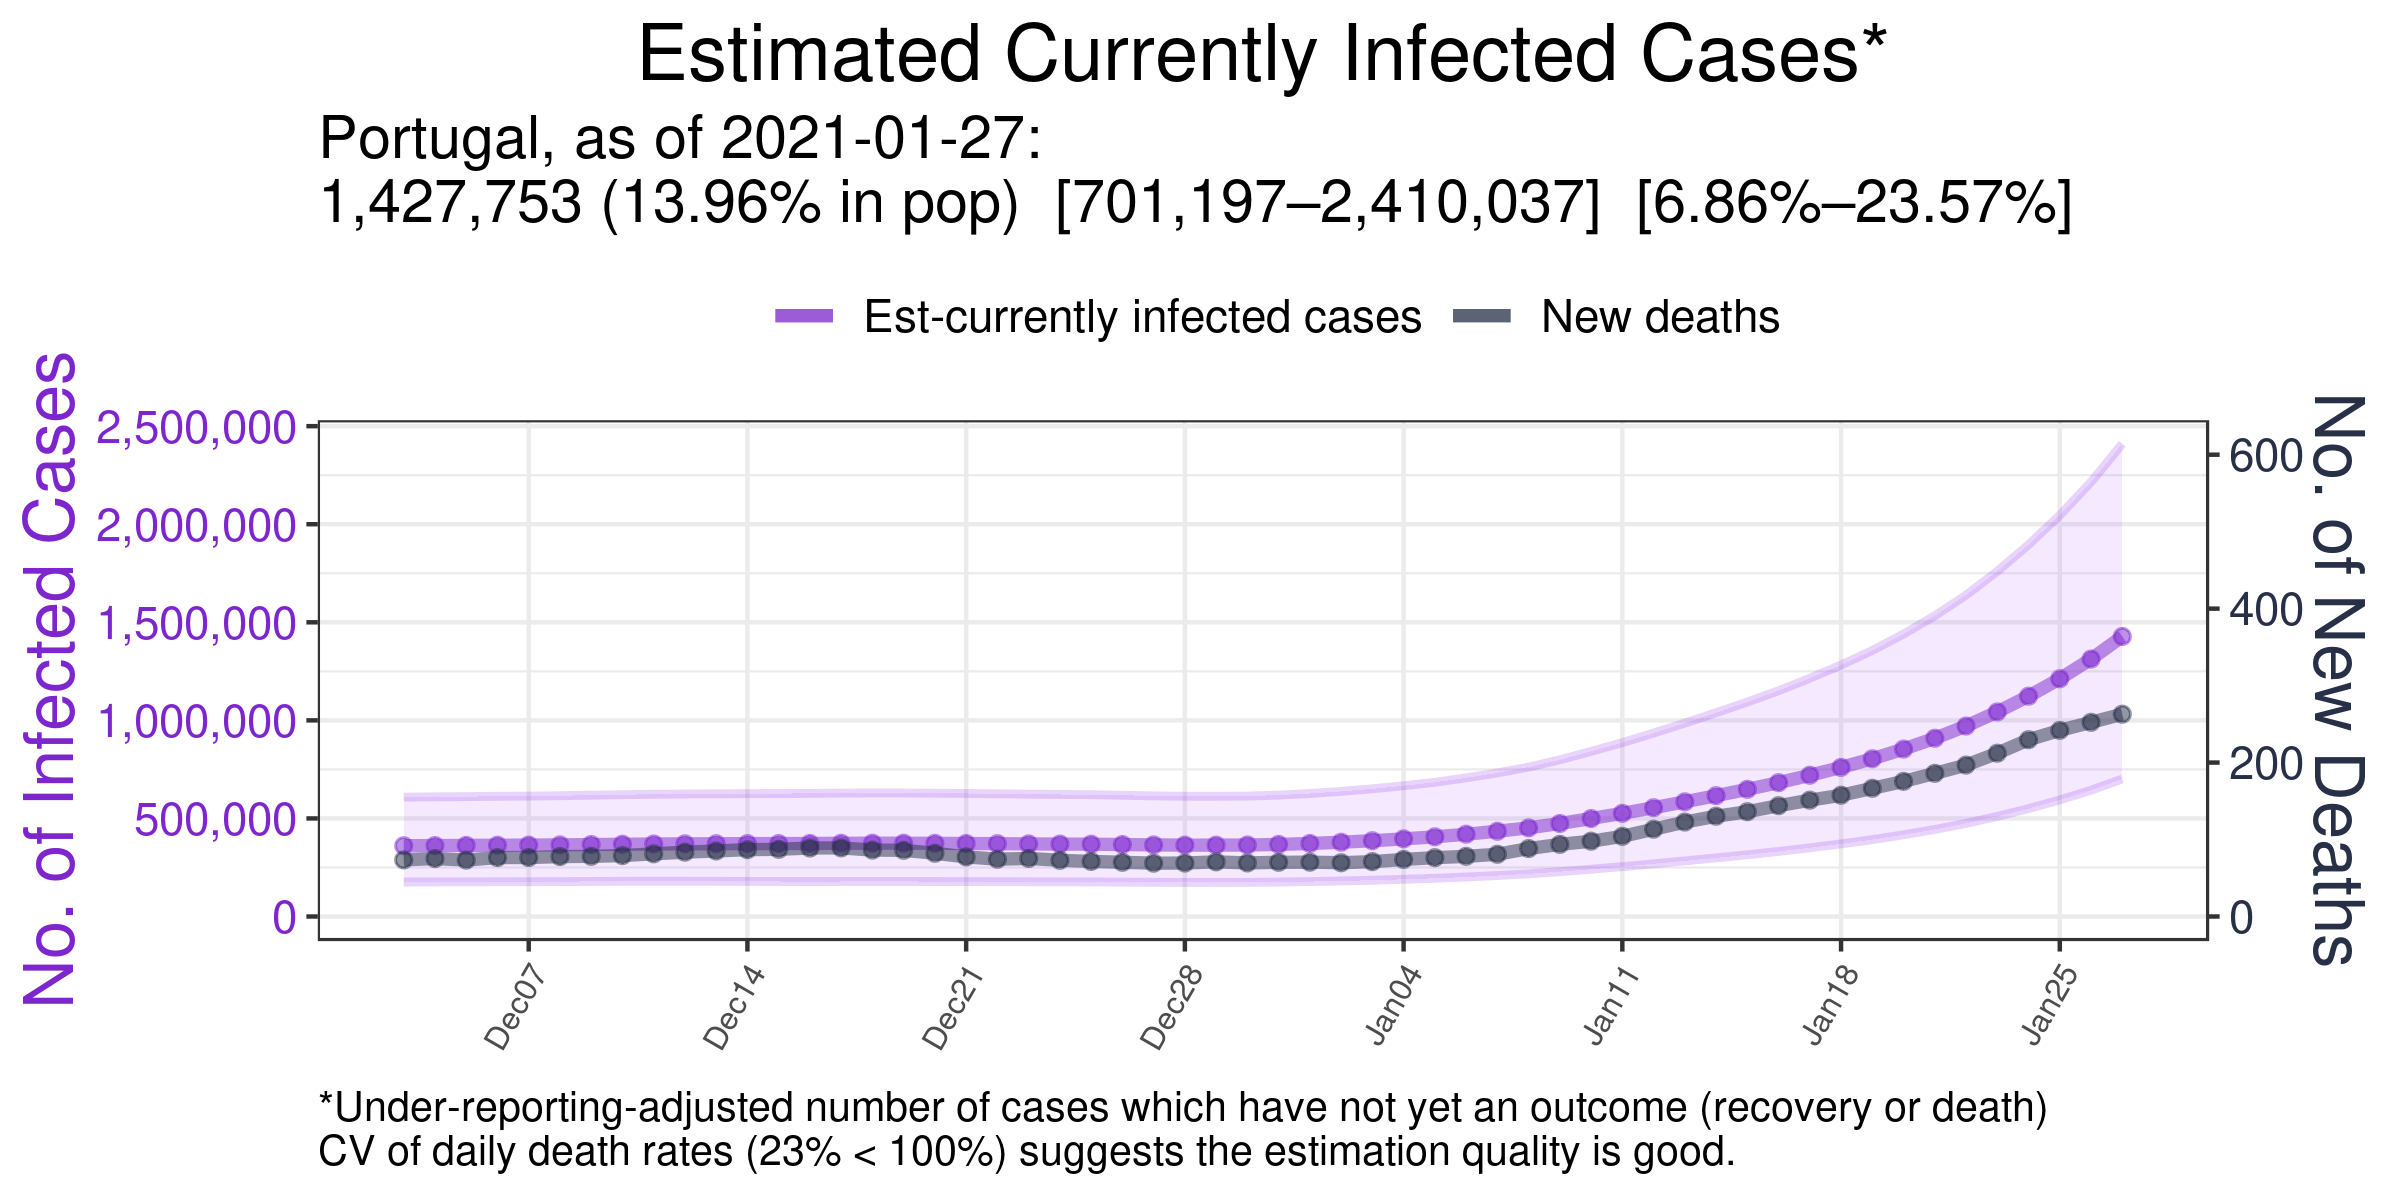 Estimated Currently Infected Cases*
Portugal, as of 2021-01-27:
1,427,753 (13.96% in pop) [701,197–2,410,037] [6.86%–23.57%]
Est-currently infected cases New deaths
No. of Infected Cases
2,500,000
2,000,000
1,500,000
1,000,000
500,000
0
600
400
200
0
No. of New Deaths
Dec07 Dec14 Dec21 Dec28 Jan04 Jan11 Jan18 Jan25
*Under-reporting-adjusted number of cases which have not yet an outcome (recovery or death)
CV of daily death rates (23% < 100%) suggests the estimation quality is good.